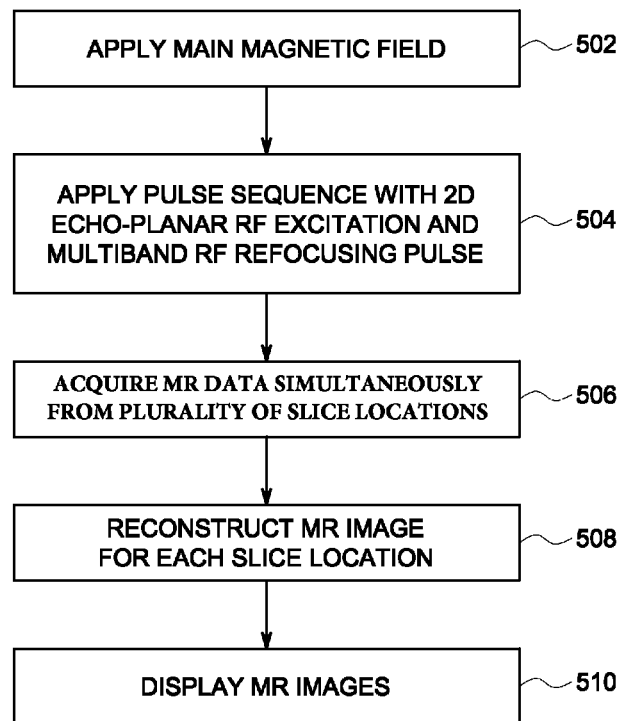 APPLY MAIN MAGNETIC FIELD
502
APPLY PULSE SEQUENCE WITH 2D
ECHO-PLANAR RF EXCITATION AND
MULTIBAND RF REFOCUSING PULSE
504
ACQUIRE MR DATA SIMULTANEOUSLY
FROM PLURALITY OF SLICE LOCATIONS
506
RECONSTRUCT MR IMAGE
FOR EACH SLICE LOCATION
508
DISPLAY MR IMAGES
510